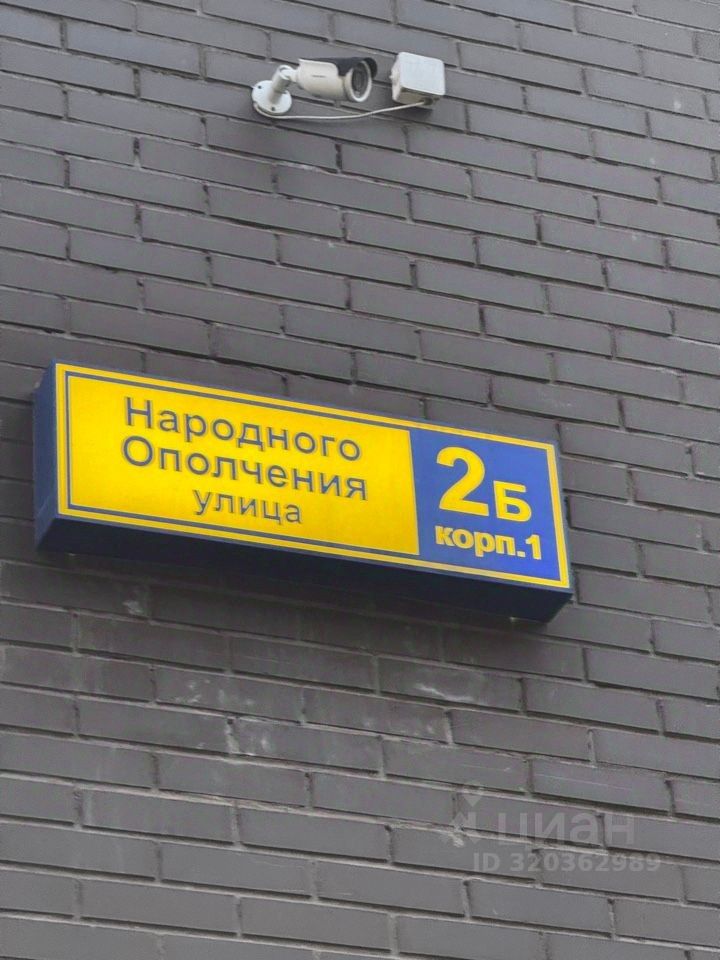 Народного
Ополчения
улица
2Б
корп.1
циан
ID 320362989